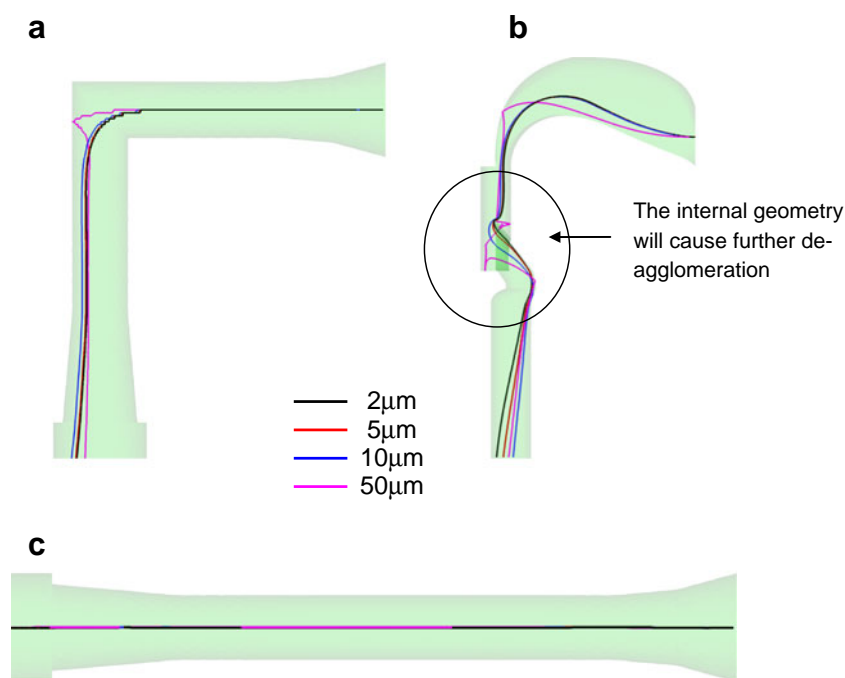 a
b
The internal geometry
will cause further de-
agglomeration
2μm
5μm
10μm
50μm
c